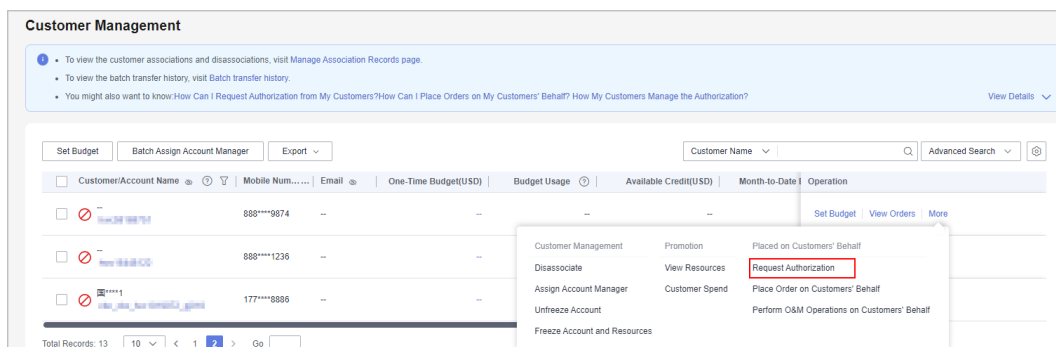 Customer Management
• To view the customer associations and disassociations, visit Manage Association Records page.
• To view the batch transfer history, visit Batch transfer history.
• You might also want to know:How Can I Request Authorization from My Customers?How Can I Place Orders on My Customers' Behalf? How My Customers Manage the Authorization? View Details
Set Budget Batch Assign Account Manager Export Customer Name Advanced Search
Customer/Account Name Mobile Num... ... Email One-Time Budget(USD) Budget Usage Available Credit(USD) Month-to-Date Operation
--
888****9874 -- -- -- -- Set Budget View Orders More
--
888****1236 -- --
国****1
177****8886 -- --
Customer Management Promotion Placed on Customers' Behalf
Disassociate View Resources Request Authorization
Assign Account Manager Customer Spend Place Order on Customers' Behalf
Unfreeze Account Perform O&M Operations on Customers' Behalf
Freeze Account and Resources
Total Records: 13 10 < 1 2 > Go